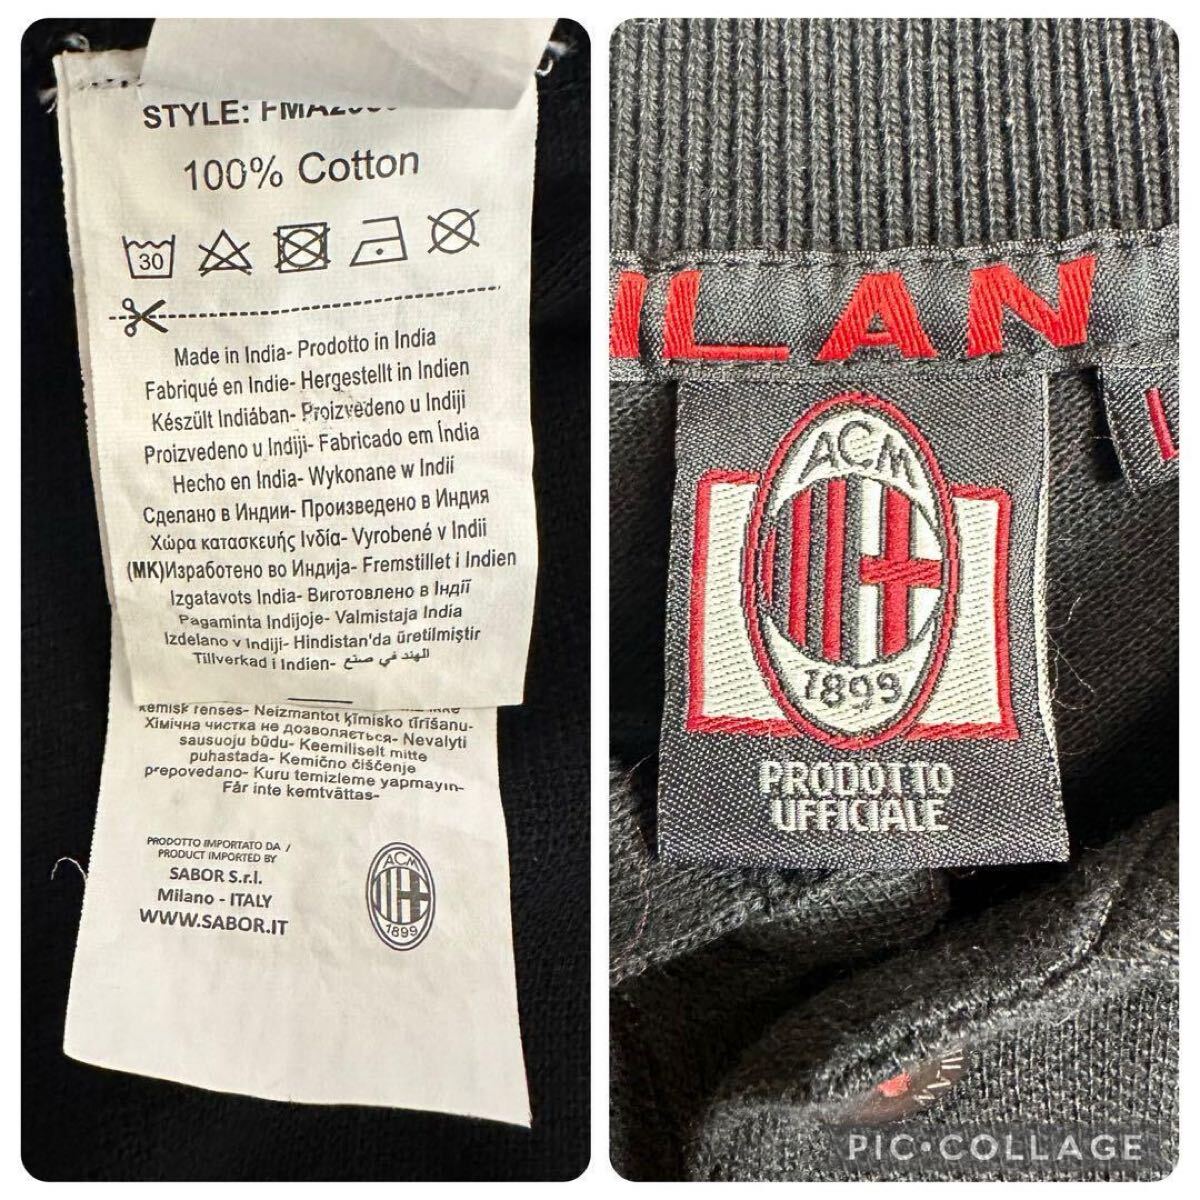 STYLE:
100% Cotton
30
Made in India- Prodotto in India
Fabriqué en Indie- Hergestellt in Indien
Készült Indiában- Proizvedeno u Indiji
Proizvedeno u Indiji- Fabricado em Índia
Hecho en India- Wykonane w Indii
Сделано в Индии- Произведено в Индия
Χώρα κατασκευής Ινδία- Vyrobené v Indii
(MK)Изработено во Индија- Fremstillet i Indien
Izgatavots India- Виготовлено в Індії
Pagaminta Indijoje- Valmistaja India
Izdelano v Indiji- Hindistan'da üretilmiştir
Tillverkad i Indien- الهند في صنع
kemisk renses- Neizmantot ķīmisko tīrīšanu-
Хімічна чистка не дозволяється- Nevalyti
sausuoju būdu- Keemiliselt mitte
puhastada- Kemično čiščenje
prepovedano- Kuru temizleme yapmayın-
Får inte kemtvättas-
PRODOTTO IMPORTATO DA /
PRODUCT IMPORTED BY
SABOR S.r.l.
Milano - ITALY
WWW.SABOR.IT
ACM
1899
ILAN
L
ACM
1899
PRODOTTO
UFFICIALE
PIC•COLLAGE